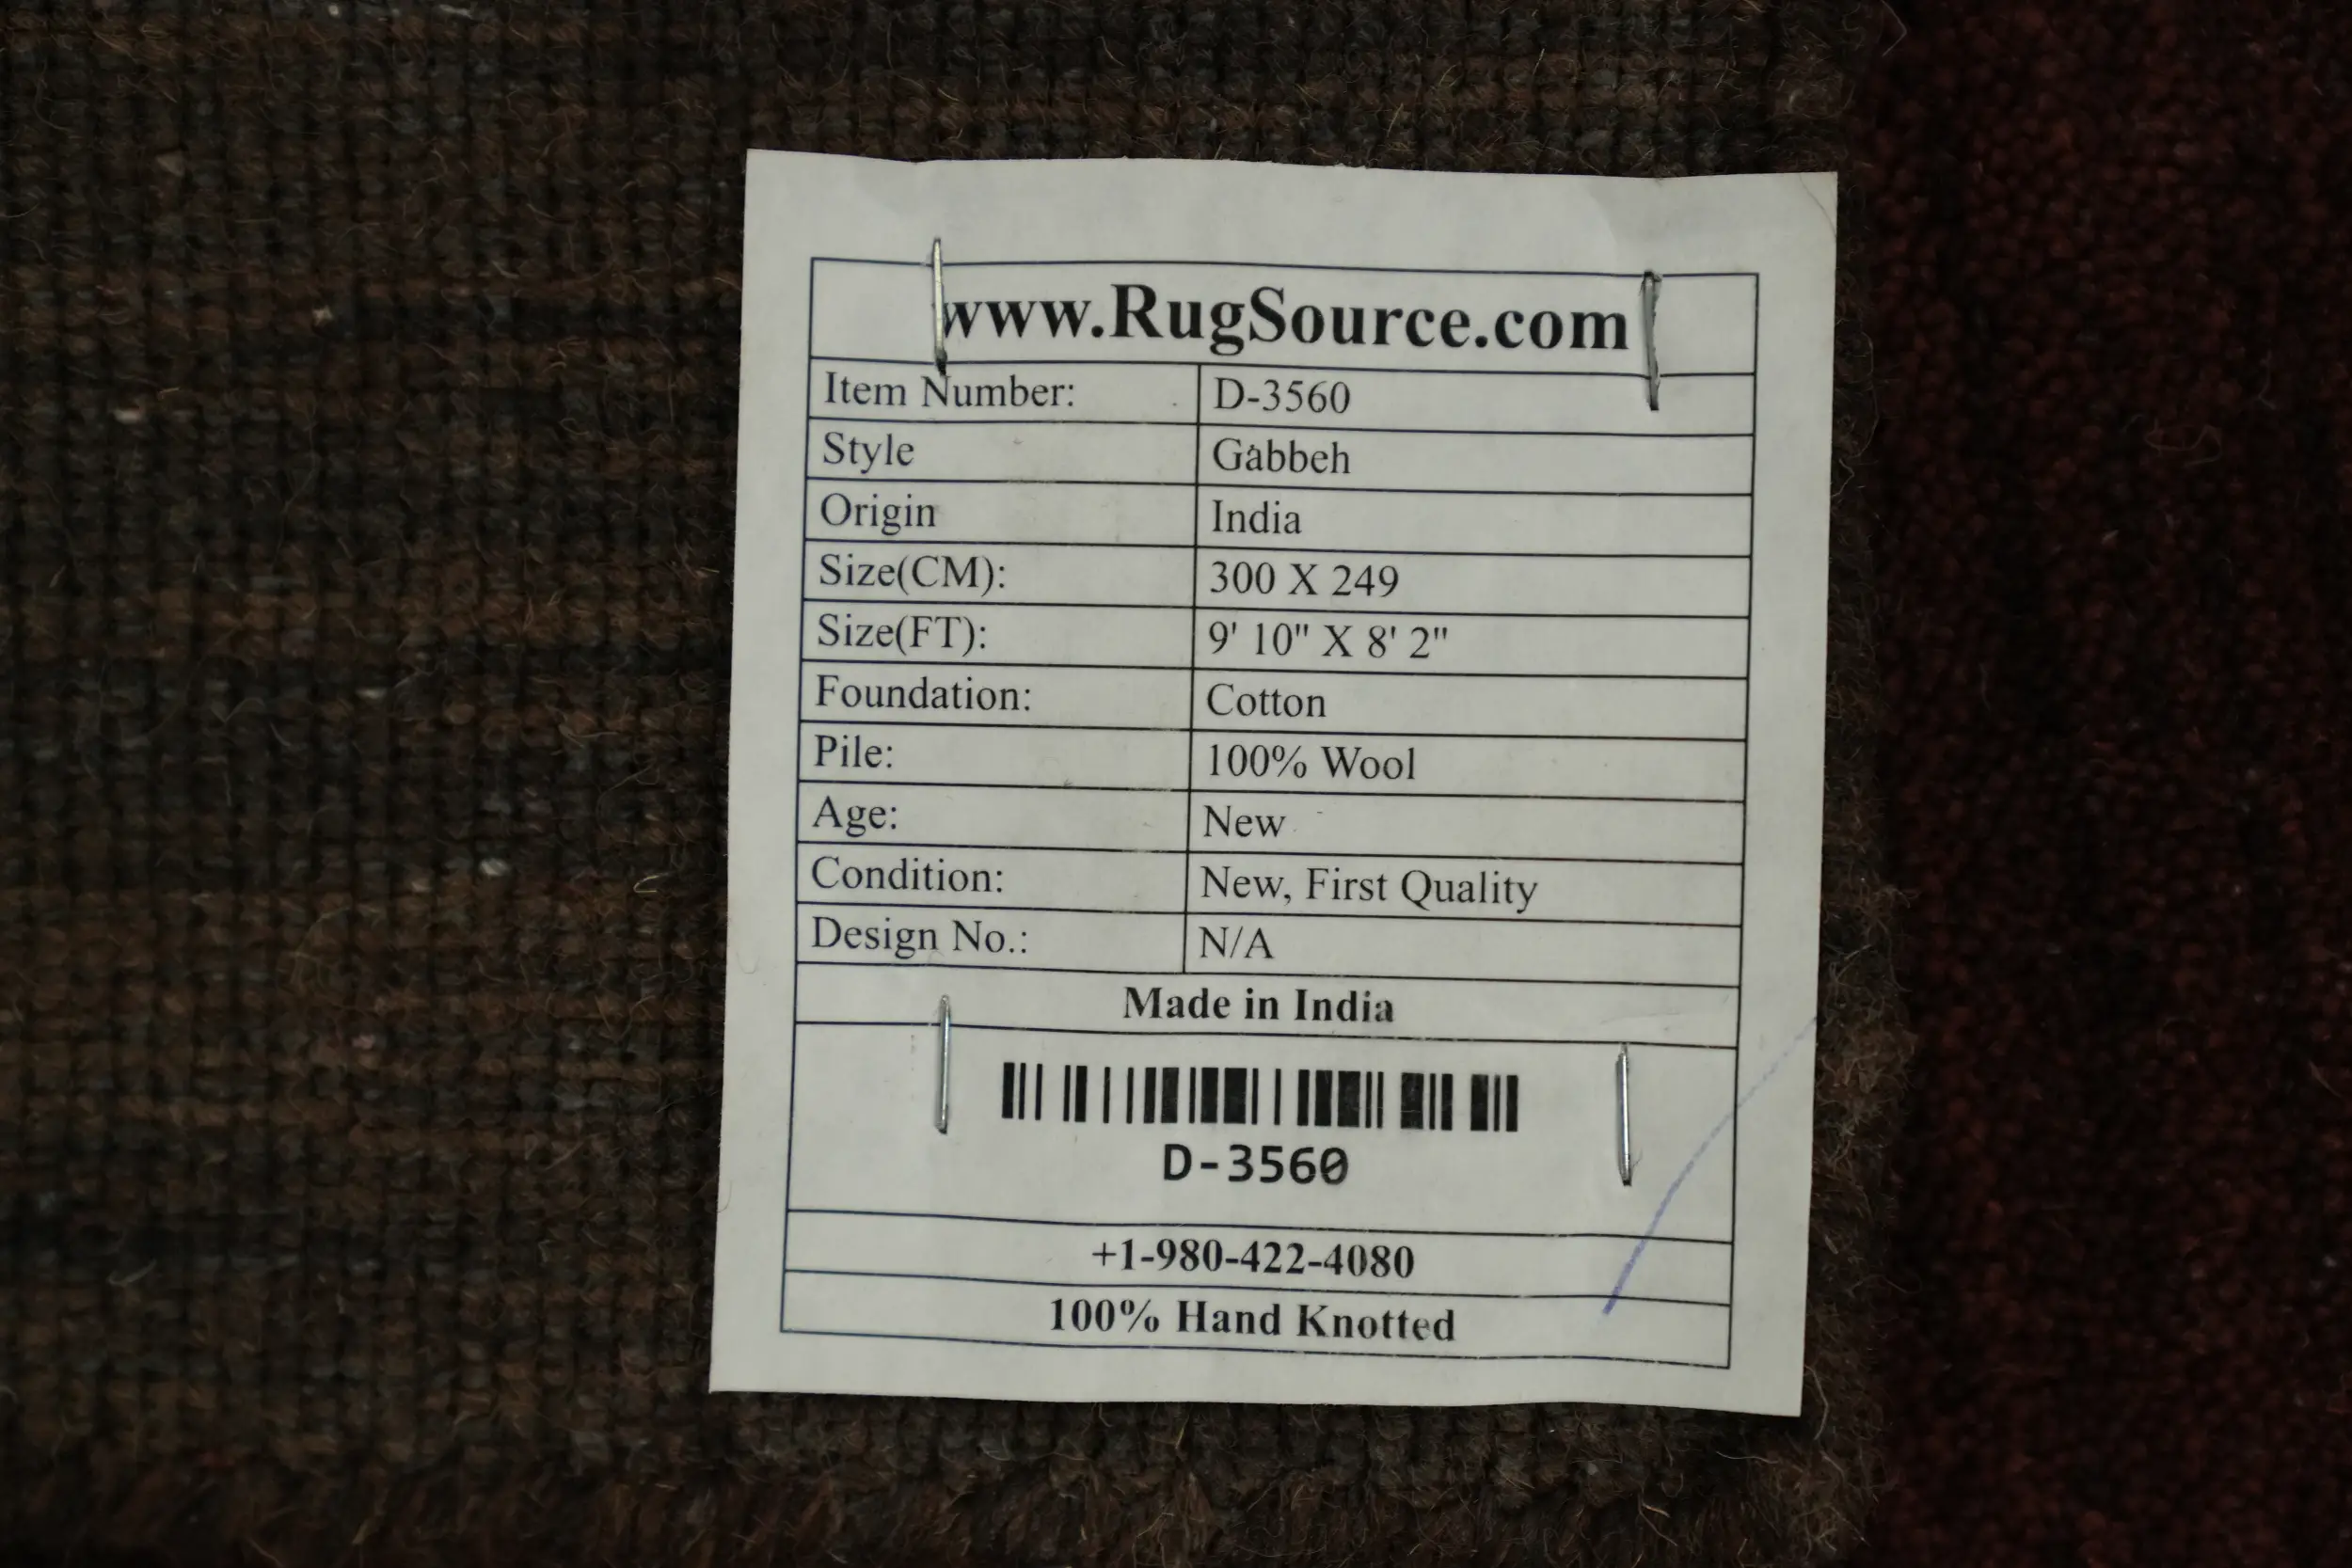 www.RugSource.com
Item Number: D-3560
Style Gabbeh
Origin India
Size(CM): 300 X 249
Size(FT): 9' 10" X 8' 2"
Foundation: Cotton
Pile: 100% Wool
Age: New
Condition: New, First Quality
Design No.: N/A
Made in India
D-3560
+1-980-422-4080
100% Hand Knotted